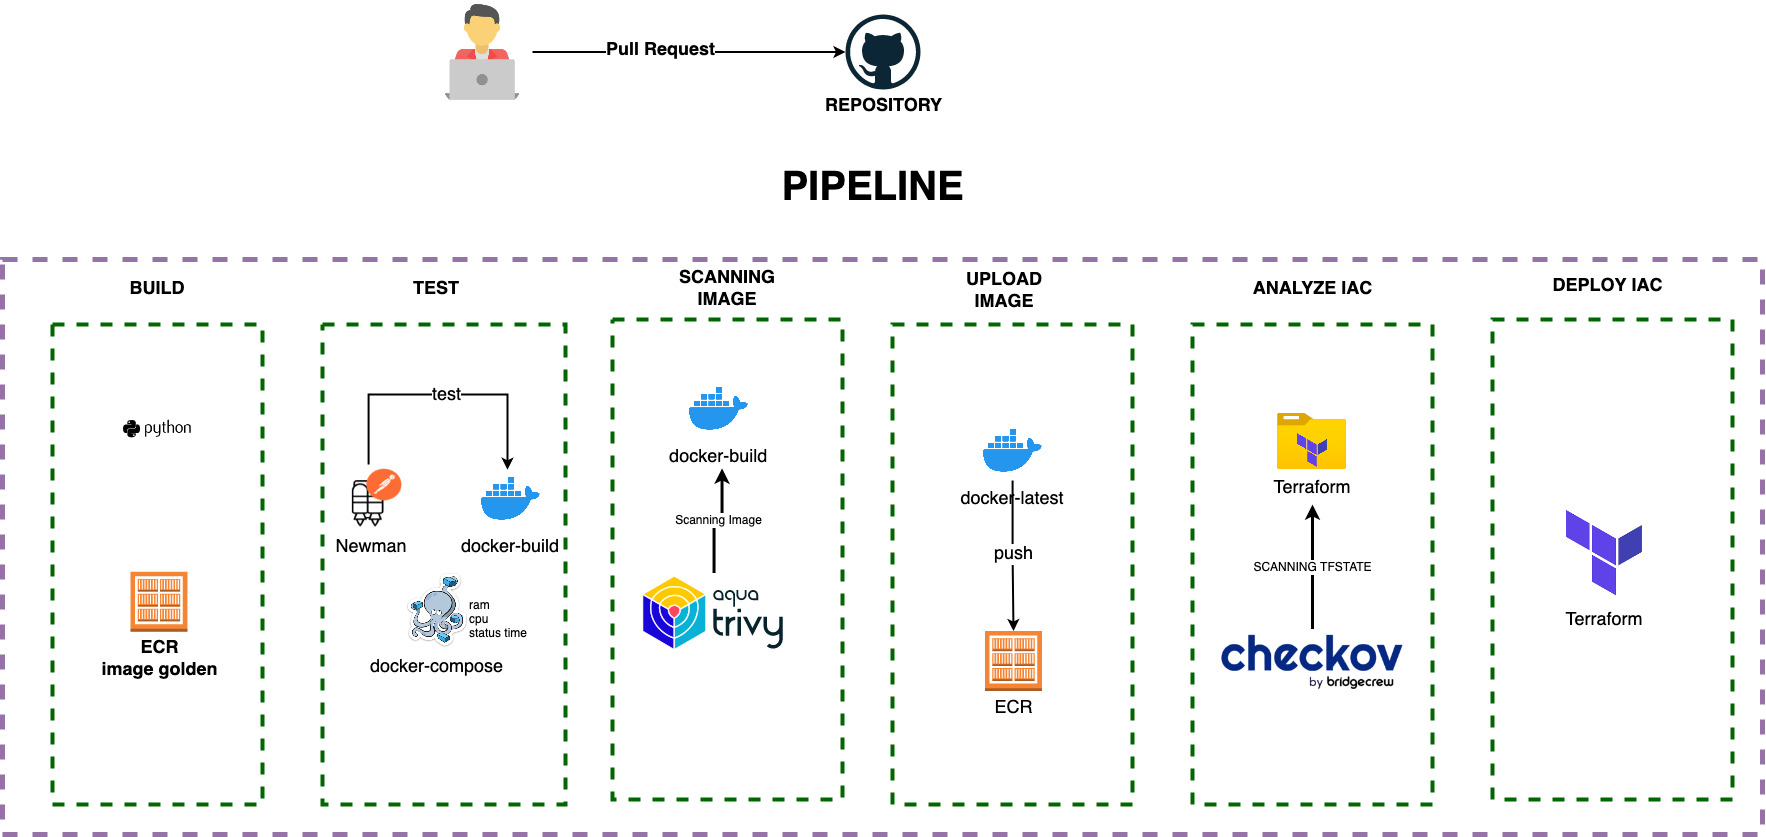 Pull Request
REPOSITORY
PIPELINE
BUILD
python
ECR
image golden
TEST
test
Newman
docker-build
ram
cpu
status time
docker-compose
SCANNING
IMAGE
docker-build
Scanning Image
aqua
trivy
UPLOAD
IMAGE
docker-latest
push
ECR
ANALYZE IAC
Terraform
SCANNING TFSTATE
checkov
by bridgecrew
DEPLOY IAC
Terraform